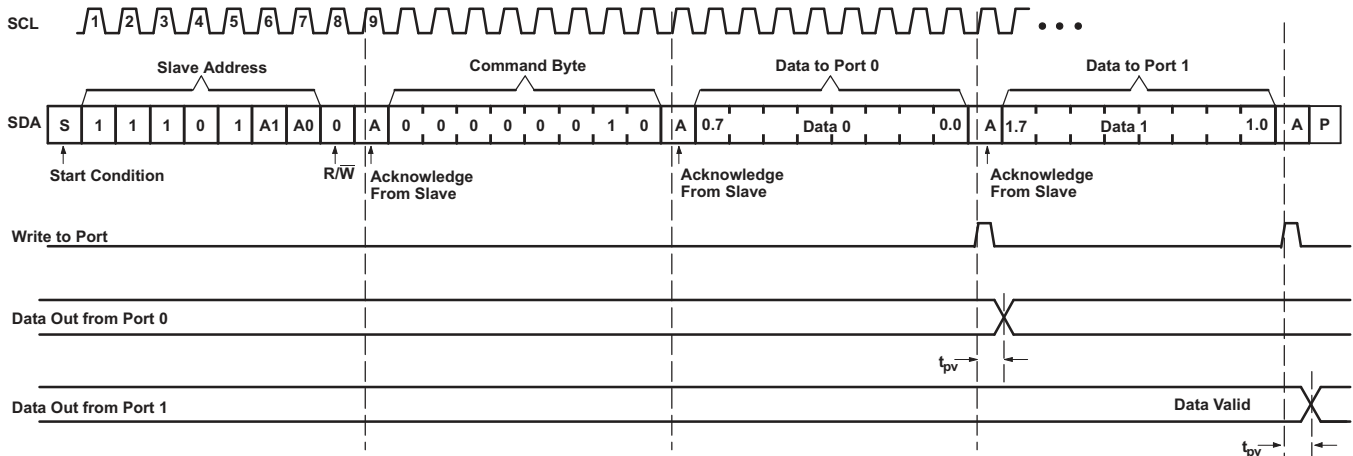 SCL 1 2 3 4 5 6 7 8 9 • • •
Slave Address Command Byte Data to Port 0 Data to Port 1
SDA S 1 1 1 0 1 A1 A0 0 A 0 0 0 0 0 0 1 0 A 0.7 Data 0 0.0 A 1.7 Data 1 1.0 A P
Start Condition R/W̅ Acknowledge From Slave Acknowledge From Slave Acknowledge From Slave
Write to Port
Data Out from Port 0
tpv
Data Out from Port 1 Data Valid
tpv